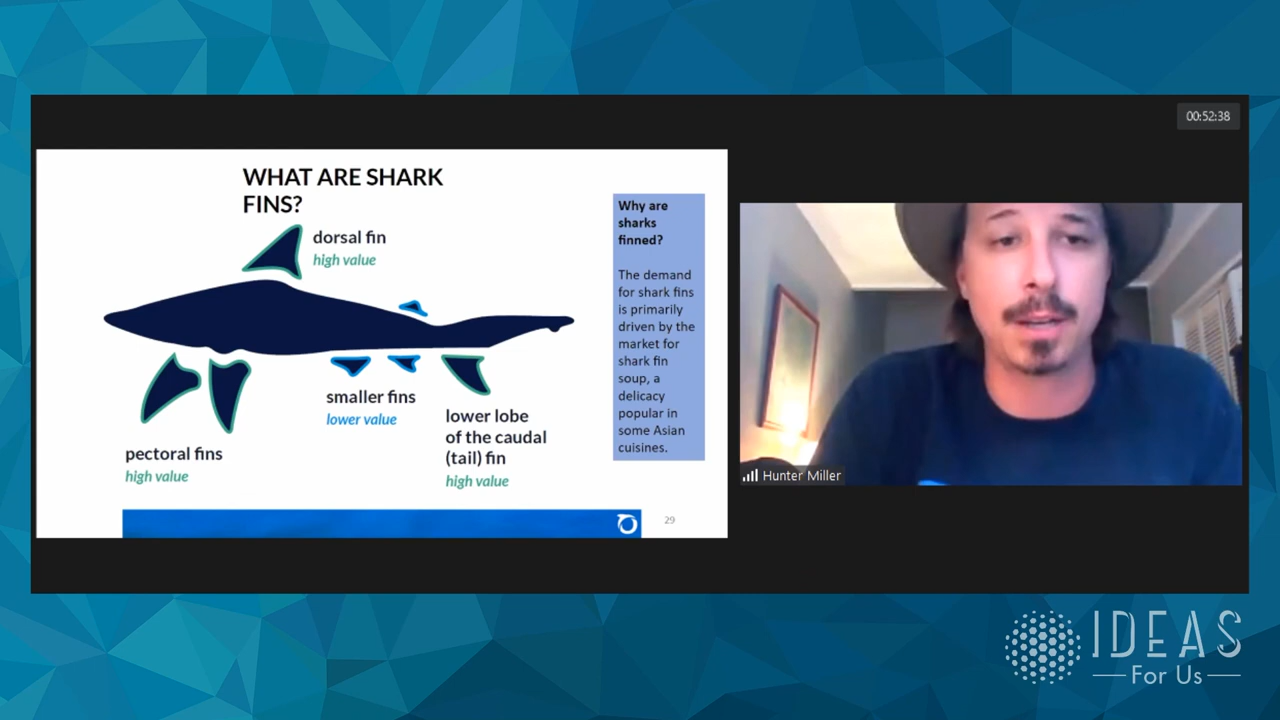 00:52:38
WHAT ARE SHARK
FINS?
dorsal fin
high value
smaller fins
lower value
lower lobe
of the caudal
(tail) fin
high value
pectoral fins
high value
Why are
sharks
finned?
The demand
for shark fins
is primarily
driven by the
market for
shark fin
soup, a
delicacy
popular in
some Asian
cuisines.
29
Hunter Miller
IDEAS
For Us